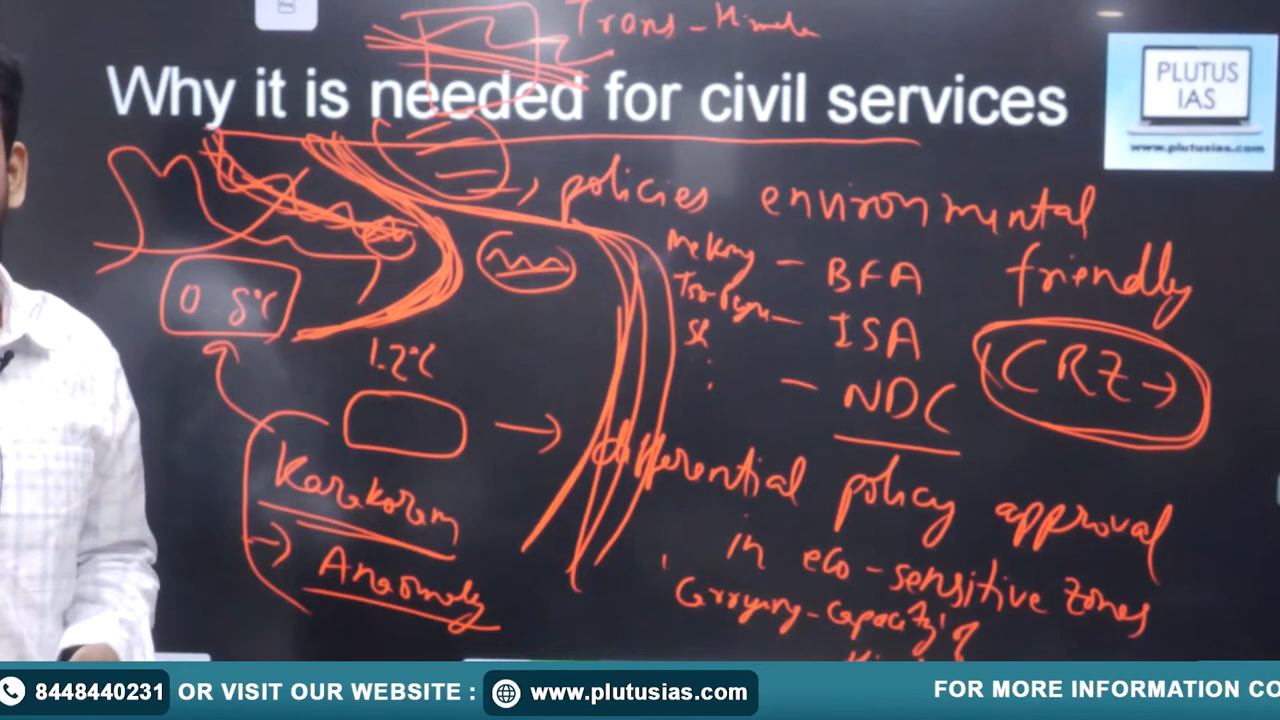 Trans-Himala
Why it is needed for civil services
PLUTUS
IAS
www.plutusias.com
policies environmental
friendly
- BFA
- ISA
- NDC
CRZ →
0 8°C
1.2°C
Karakoram
→ Anomaly
→ differential policy approval
in eco-sensitive zones
Carrying-Capacity' of
8448440231 OR VISIT OUR WEBSITE : www.plutusias.com FOR MORE INFORMATION CO